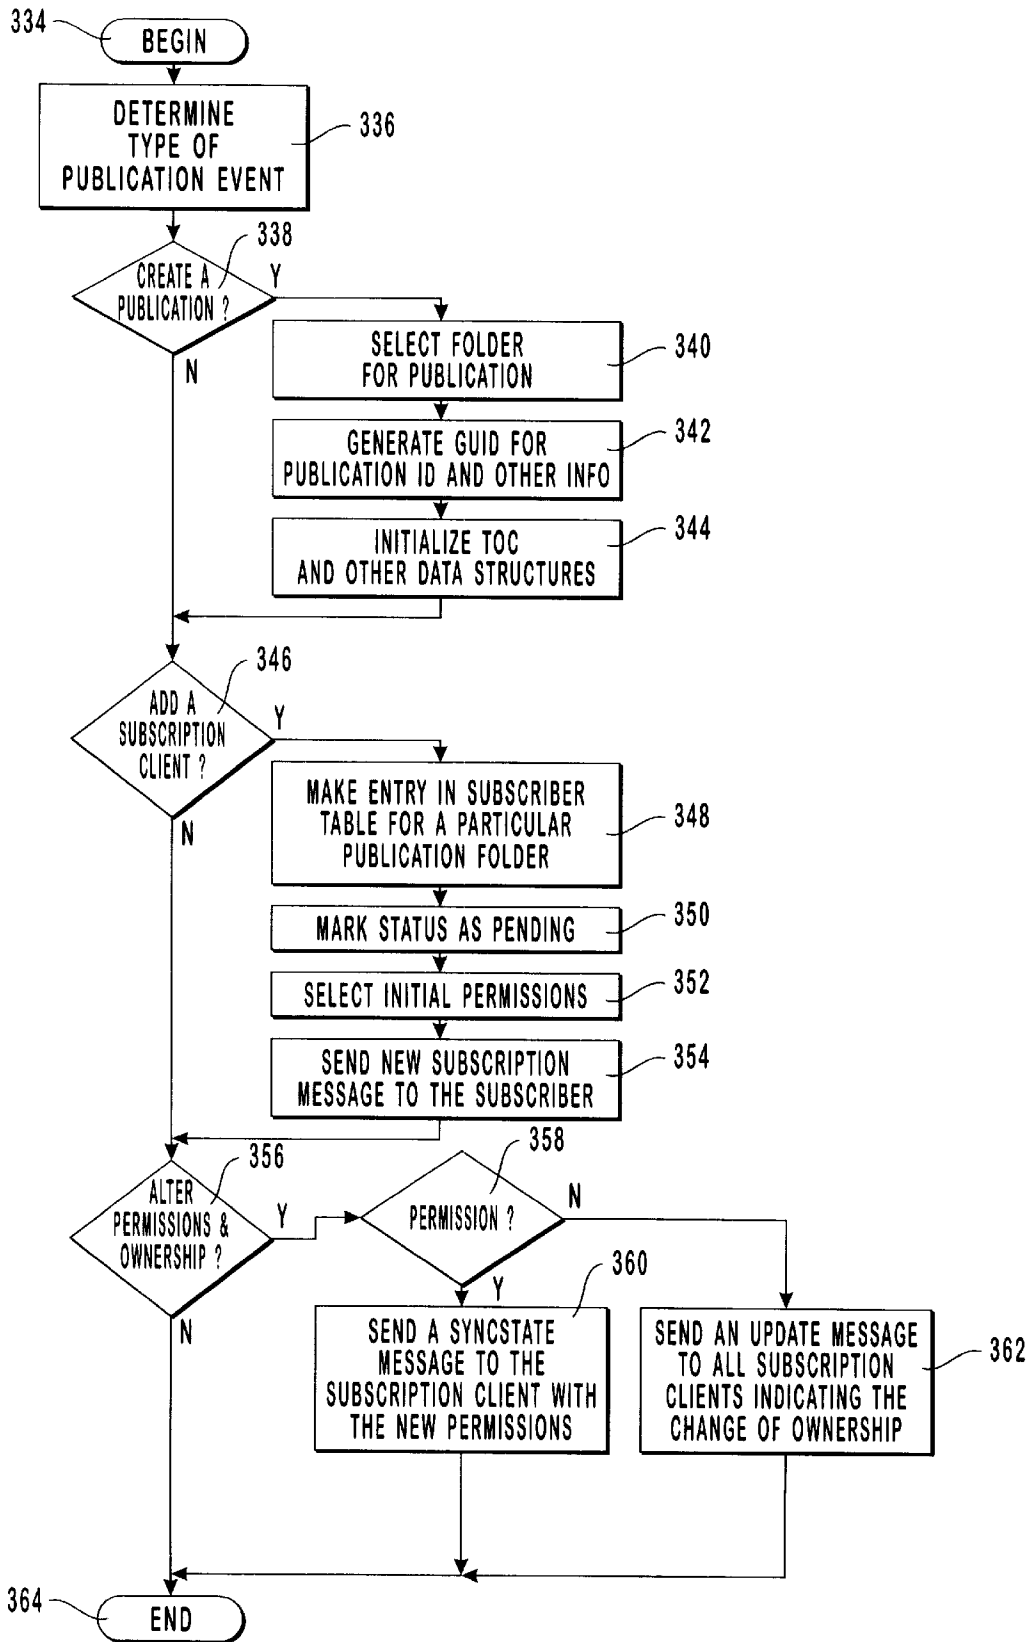 334
BEGIN
DETERMINE
TYPE OF
PUBLICATION EVENT
336
338
CREATE A
PUBLICATION ?
Y
N
SELECT FOLDER
FOR PUBLICATION
340
GENERATE GUID FOR
PUBLICATION ID AND OTHER INFO
342
INITIALIZE TOC
AND OTHER DATA STRUCTURES
344
346
ADD A
SUBSCRIPTION
CLIENT ?
Y
N
MAKE ENTRY IN SUBSCRIBER
TABLE FOR A PARTICULAR
PUBLICATION FOLDER
348
MARK STATUS AS PENDING
350
SELECT INITIAL PERMISSIONS
352
SEND NEW SUBSCRIPTION
MESSAGE TO THE SUBSCRIBER
354
356
ALTER
PERMISSIONS &
OWNERSHIP ?
Y
N
358
PERMISSION ?
N
Y
360
SEND A SYNCSTATE
MESSAGE TO THE
SUBSCRIPTION CLIENT WITH
THE NEW PERMISSIONS
SEND AN UPDATE MESSAGE
TO ALL SUBSCRIPTION
CLIENTS INDICATING THE
CHANGE OF OWNERSHIP
362
364
END